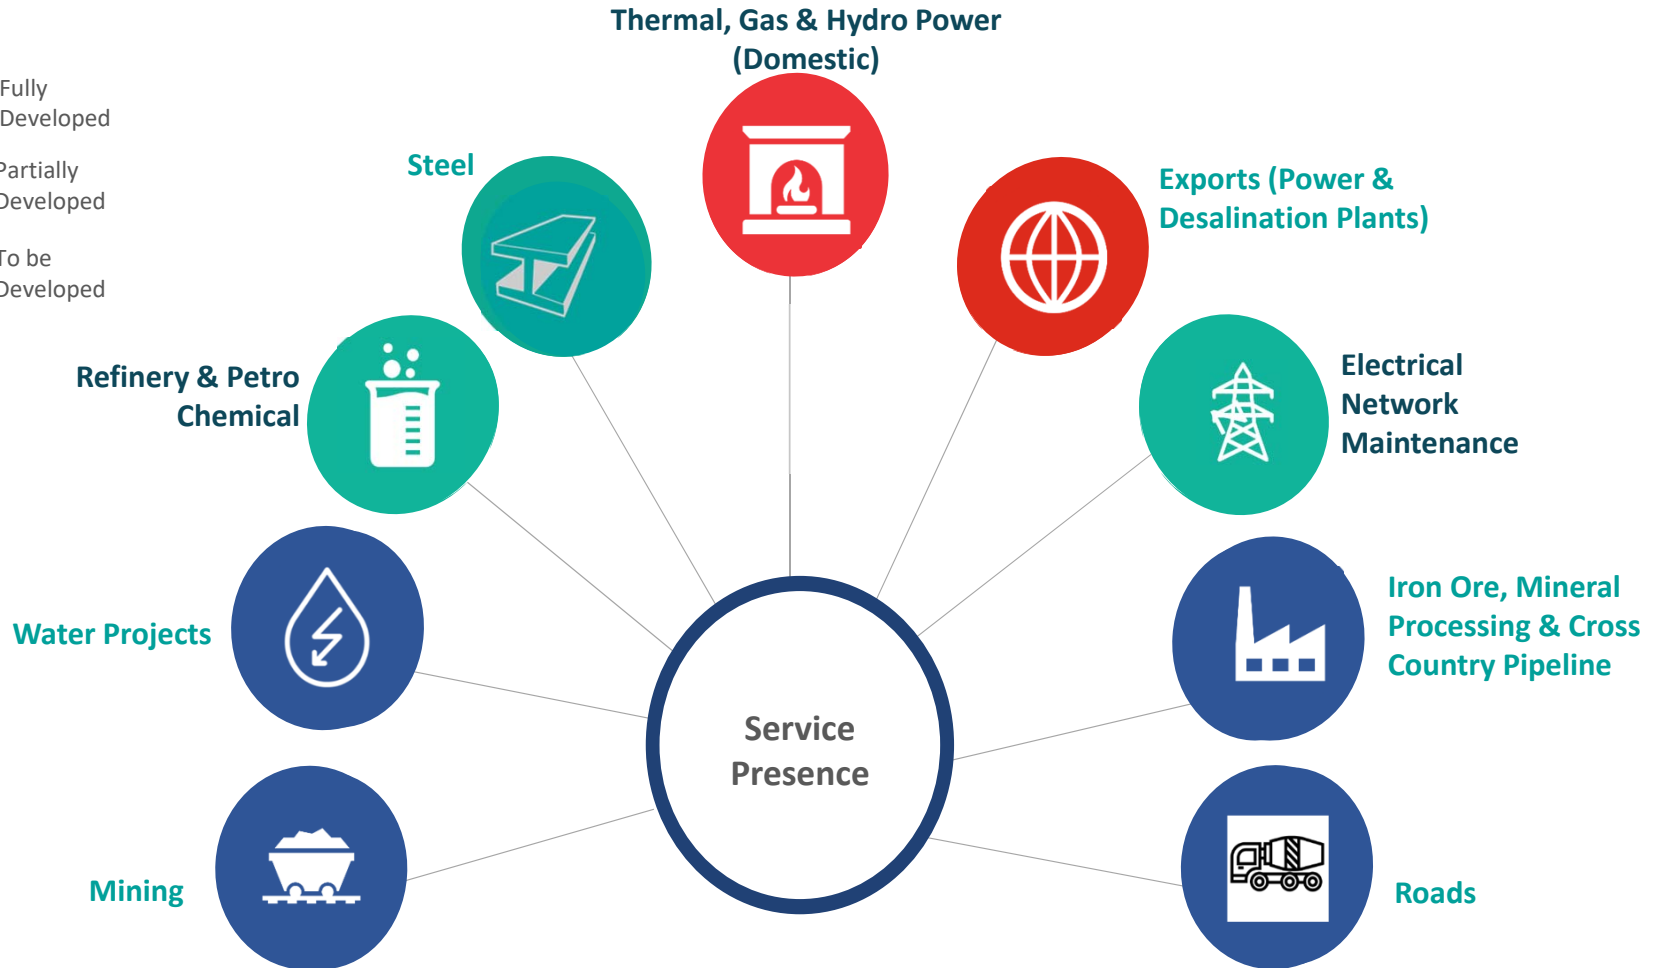 Thermal, Gas & Hydro Power
(Domestic)
Fully
Developed
Partially
Developed
To be
Developed
Steel
Exports (Power &
Desalination Plants)
Refinery & Petro
Chemical
Electrical
Network
Maintenance
Water Projects
Iron Ore, Mineral
Processing & Cross
Country Pipeline
Service
Presence
Mining
Roads